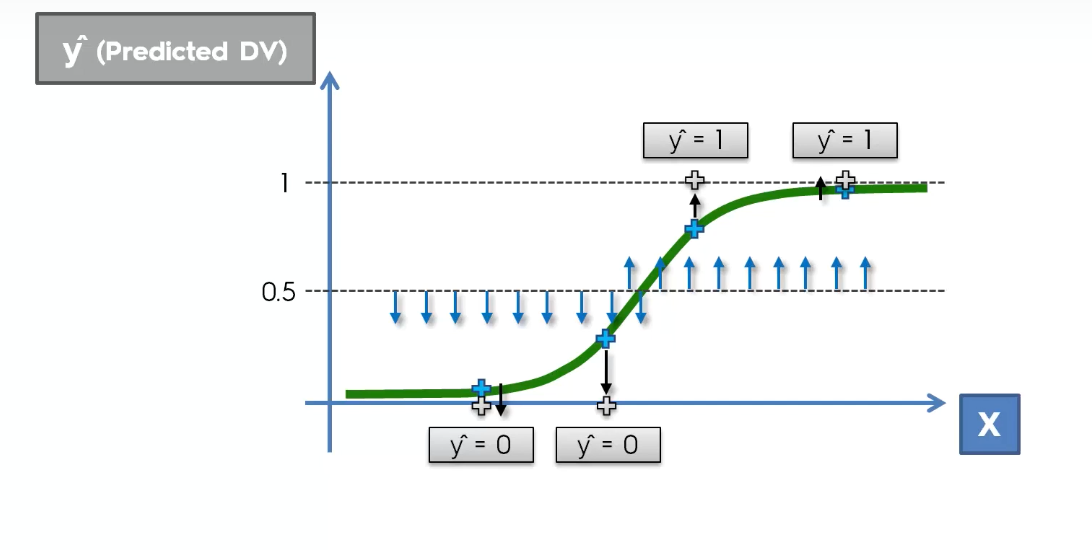 ŷ (Predicted DV)
ŷ = 1
ŷ = 1
1
0.5
ŷ = 0
ŷ = 0
X